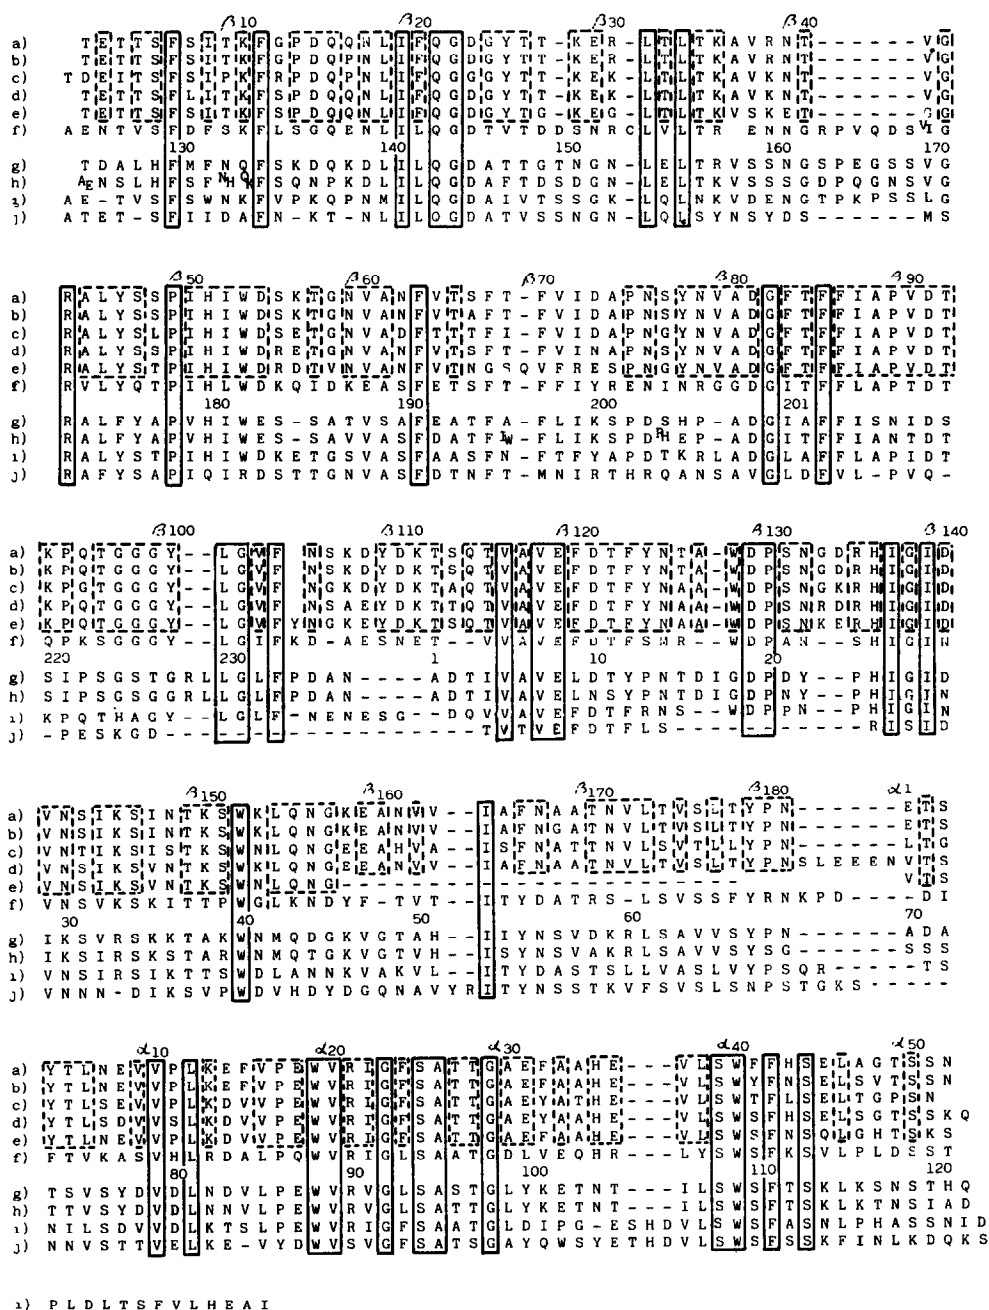 β10 β20 β30 β40
a) T E T T S F S I T K F G P D Q Q N L I F Q G D G Y T T - K E R - L T L T K A V R N T - - - - - - V G
b) T E T T S F S I T K F G P D Q P N L I F Q G D G Y T T - K E R - L T L T K A V R N T - - - - - - V G
c) T D E I T S F S I P K F R P D Q P N L I F Q G D G Y T T - K E K - L T L T K A V K N T - - - - - - V G
d) T E T T S F L I T K F S P D Q Q N L I F Q G D G Y T T - K E K - L T L T K A V K N T - - - - - - V G
e) T E T T S F S I T K F S P D Q Q N L I F Q G D G Y T G - K E G - L T L T K V S K E T - - - - - - G G
f) A E N T V S F D F S K F L S G Q E N L I L Q G D T V T D D S N R C L V L T R E N N G R P V Q D S V I G
130 140 150 160 170
g) T D A L H F M F N Q F S K D Q K D L I L Q G D A T T G T N G N - L E L T R V S S N G S P E G S S V G
h) A E N S L H F S F N H Q K F S Q N P K D L I L Q G D A F T D S D G N - L E L T K V S S S G D P Q G N S V G
ı) A E - T V S F S W N K F V P K Q P N M I L Q G D A I V T S S G N - L Q L N K V D E N G T P K P S S L G
j) A T E T - S F I I D A F N - K T - N L I L Q G D A T V S S N G N - L Q L S Y N S Y D S - - - - - - M S
β50 β60 β70 β80 β90
a) R A L Y S S P I H I W D S K T G N V A N F V T S F T - F V I D A P N S Y N V A D G F T F F I A P V D T
b) R A L Y S S P I H I W D S K T G N V A N F V T A F T - F V I D A P N S Y N V A D G F T F F I A P V D T
c) R A L Y S L P I H I W D S E T G N V A D F T T T F I - F V I D A P N G Y N V A D G F T F F I A P V D T
d) R A L Y S S P I H I W D R E T G N V A N F V T S F T - F V I N A P N S Y N V A D G F T F F I A P V D T
e) R A L Y S T P I H I W D R D T V N V A N F V T N G S Q V F R E S P N G Y N V A D G F T F F I A P V D T
f) R V L Y Q T P I H L W D K Q I D K E A S F E T S F T - F F I Y R E N I N R G G D G I T F F L A P T D T
180 190 200 201
g) R A L F Y A P V H I W E S - S A T V S A F E A T F A - F L I K S P D S H P - A D G I A F F I S N I D S
h) R A L F Y A P V H I W E S - S A V V A S F D A T F I W - F L I K S P D R H E P - A D G I T F F I A N T D T
ı) R A L Y S T P I H I W D K E T G S V A S F A A S F N - F T F Y A P D T K R L A D G L A F F L A P I D T
j) R A F Y S A P I Q I R D S T T G N V A S F D T N F T - M N I R T H R Q A N S A V G L D F V L - P V Q -
β100 β110 β120 β130 β140
a) K P Q T G G G Y - - L G V F N S K D Y D K T S Q T V A V E F D T F Y N T A - W D P S N G D R H I G I D
b) K P Q T G G G Y - - L G V F N S K D Y D K T S Q T V A V E F D T F Y N T A - W D P S N G D R H I G I D
c) K P G T G G G Y - - L G V F N G K D Y D K T A Q T V A V E F D T F Y N A A - W D P S N G K R H I G I D
d) K P Q T G G G Y - - L G V F N S A E Y D K T T Q T V A V E F D T F Y N A A - W D P S N R D R H I G I D
e) K P Q T G G G Y - - L G V F Y N G K E Y D K T S Q T V A V E F D T F Y N A A - W D P S N K E R H I G I D
f) Q P K S G G G Y - - L G I F K D - A E S N E T - V V A V E F D T F S N R - - W D P A N - S H I G I N
220 230 1 10 20
g) S I P S G S T G R L L G L F P D A N - - - - A D T I V A V E L D T Y P N T D I G D P D Y - - P H I G I D
h) S I P S G S G G R L L G L F P D A N - - - - A D T I V A V E L N S Y P N T D I G D P N Y - - P H I G I N
ı) K P Q T H A G Y - - L G L F - N E N E S G - D Q V V A V E F D T F R N S - - W D P P N - - P H I G I N
j) - P E S K G D - - - - - - - - - - - - - - - - T V T V E F D T F L S - - - - - - - - - - - R I S I D
β150 β160 β170 β180 α1
a) V N S I K S I N T K S W K L Q N G K E A N V V - - I A F N A A T N V L T V S L T Y P N - - - - - - E T S
b) V N S I K S I N T K S W K L Q N G K E A N V V - - I A F N G A T N V L T V S L T Y P N - - - - - - E T S
c) V N T I K S I S T K S W N L Q N G E E A H V A - - I S F N A T T N V L S V T L L Y P N - - - - - - L T G
d) V N S I K S V N T K S W K L Q N G E E A N V V - - I A F N A A T N V L T V S L T Y P N S L E E E N V T S
e) V N S I K S V N T K S W N L Q N G - - - - - - - - - - - - - - - - - - - - - - - - - - - - - - V T S
f) V N S V K S K I T T P W G L K N D Y F - T V T - I T Y D A T R S - L S V S S F Y R N K P D - - - - D I
30 40 50 60 70
g) I K S V R S K K T A K W N M Q D G K V G T A H - - I I Y N S V D K R L S A V V S Y P N - - - - - A D A
h) I K S I R S K S T A R W N M Q T G K V G T V H - - I S Y N S V A K R L S A V V S Y S G - - - - - S S S
ı) V N S I R S I K T T S W D L A N N K V A K V L - - I T Y D A S T S L L V A S L V Y P S Q R - - - - - T S
j) V N N N - D I K S V P W D V H D Y D G Q N A V Y R I T Y N S S T K V F S V S L S N P S T G K S - - - - -
α10 α20 α30 α40 α50
a) Y T L N E V V P L K E F V P E W V R I G F S A T T G A E F A A H E - - - V L S W F F H S E L A G T S S N
b) Y T L N E V V P L K E F V P E W V R I G F S A T T G A E F A A H E - - - V L S W Y F N S E L S V T S S N
c) Y T L S E V V P L K D V V P E W V R I G F S A T T G A E Y A T H E - - - V L S W T F L S E L T G P S N
d) Y T L S D V V P L K D V V P E W V R I G F S A T T G A E Y A A H E - - - V L S W F S H S E L S G T S S K Q
e) Y T L N E V V P L K D V V P E W V R I G F S A T T G A E F A A H E - - - V L S W F N S Q L G H T S K S
f) F T V K A S V H L R D A L P Q W V R I G L S A A T G D L V E Q H R - - - L Y S W S F K S V L P L D S S T
80 90 100 110 120
g) T S V S Y D V D L N D V L P E W V R V G L S A S T G L Y K E T N T - - - I L S W S F T S K L K S N S T H Q
h) T T V S Y D V D L N N V L P E W V R V G L S A T T G L Y K E T N T - - - I L S W S F T S K L K T N S I A D
ı) N I L S D V V D L K T S L P E W V R I G F S A A T G L D I P G - E S H D V L S W S F A S N L P H A S S N I D
j) N N V S T T V E L K E - V Y D W V S V G F S A T S G A Y Q W S Y E T H D V L S W S F S S K F I N L K D Q K S
ı) P L D L T S F V L H E A I